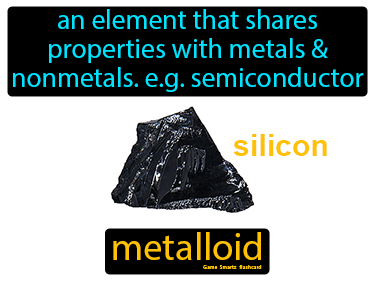 an element that shares
properties with metals &
nonmetals. e.g. semiconductor
silicon
metalloid
Game Smartz flashcard